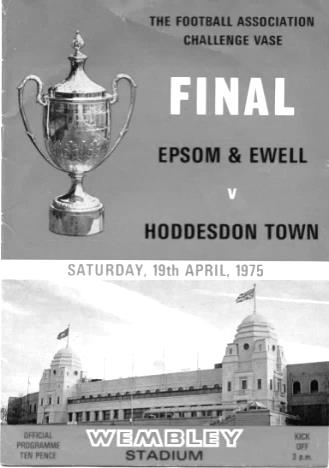 THE FOOTBALL ASSOCIATION
CHALLENGE VASE
FINAL
EPSOM & EWELL
V
HODDESDON TOWN
SATURDAY, 19th APRIL, 1975
OFFICIAL
PROGRAMME
TEN PENCE
WEMBLEY
STADIUM
KICK
OFF
3 p.m.